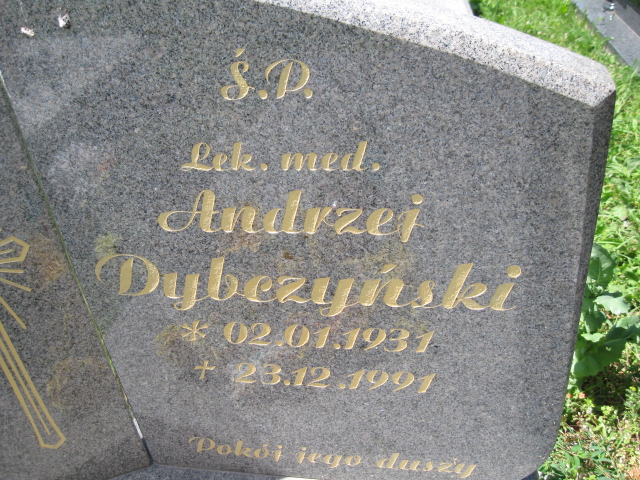 Ś.P.
Lek. med.
Andrzej
Dybczyński
* 02.01.1931
+ 23.12.1991
Pokój jego duszy